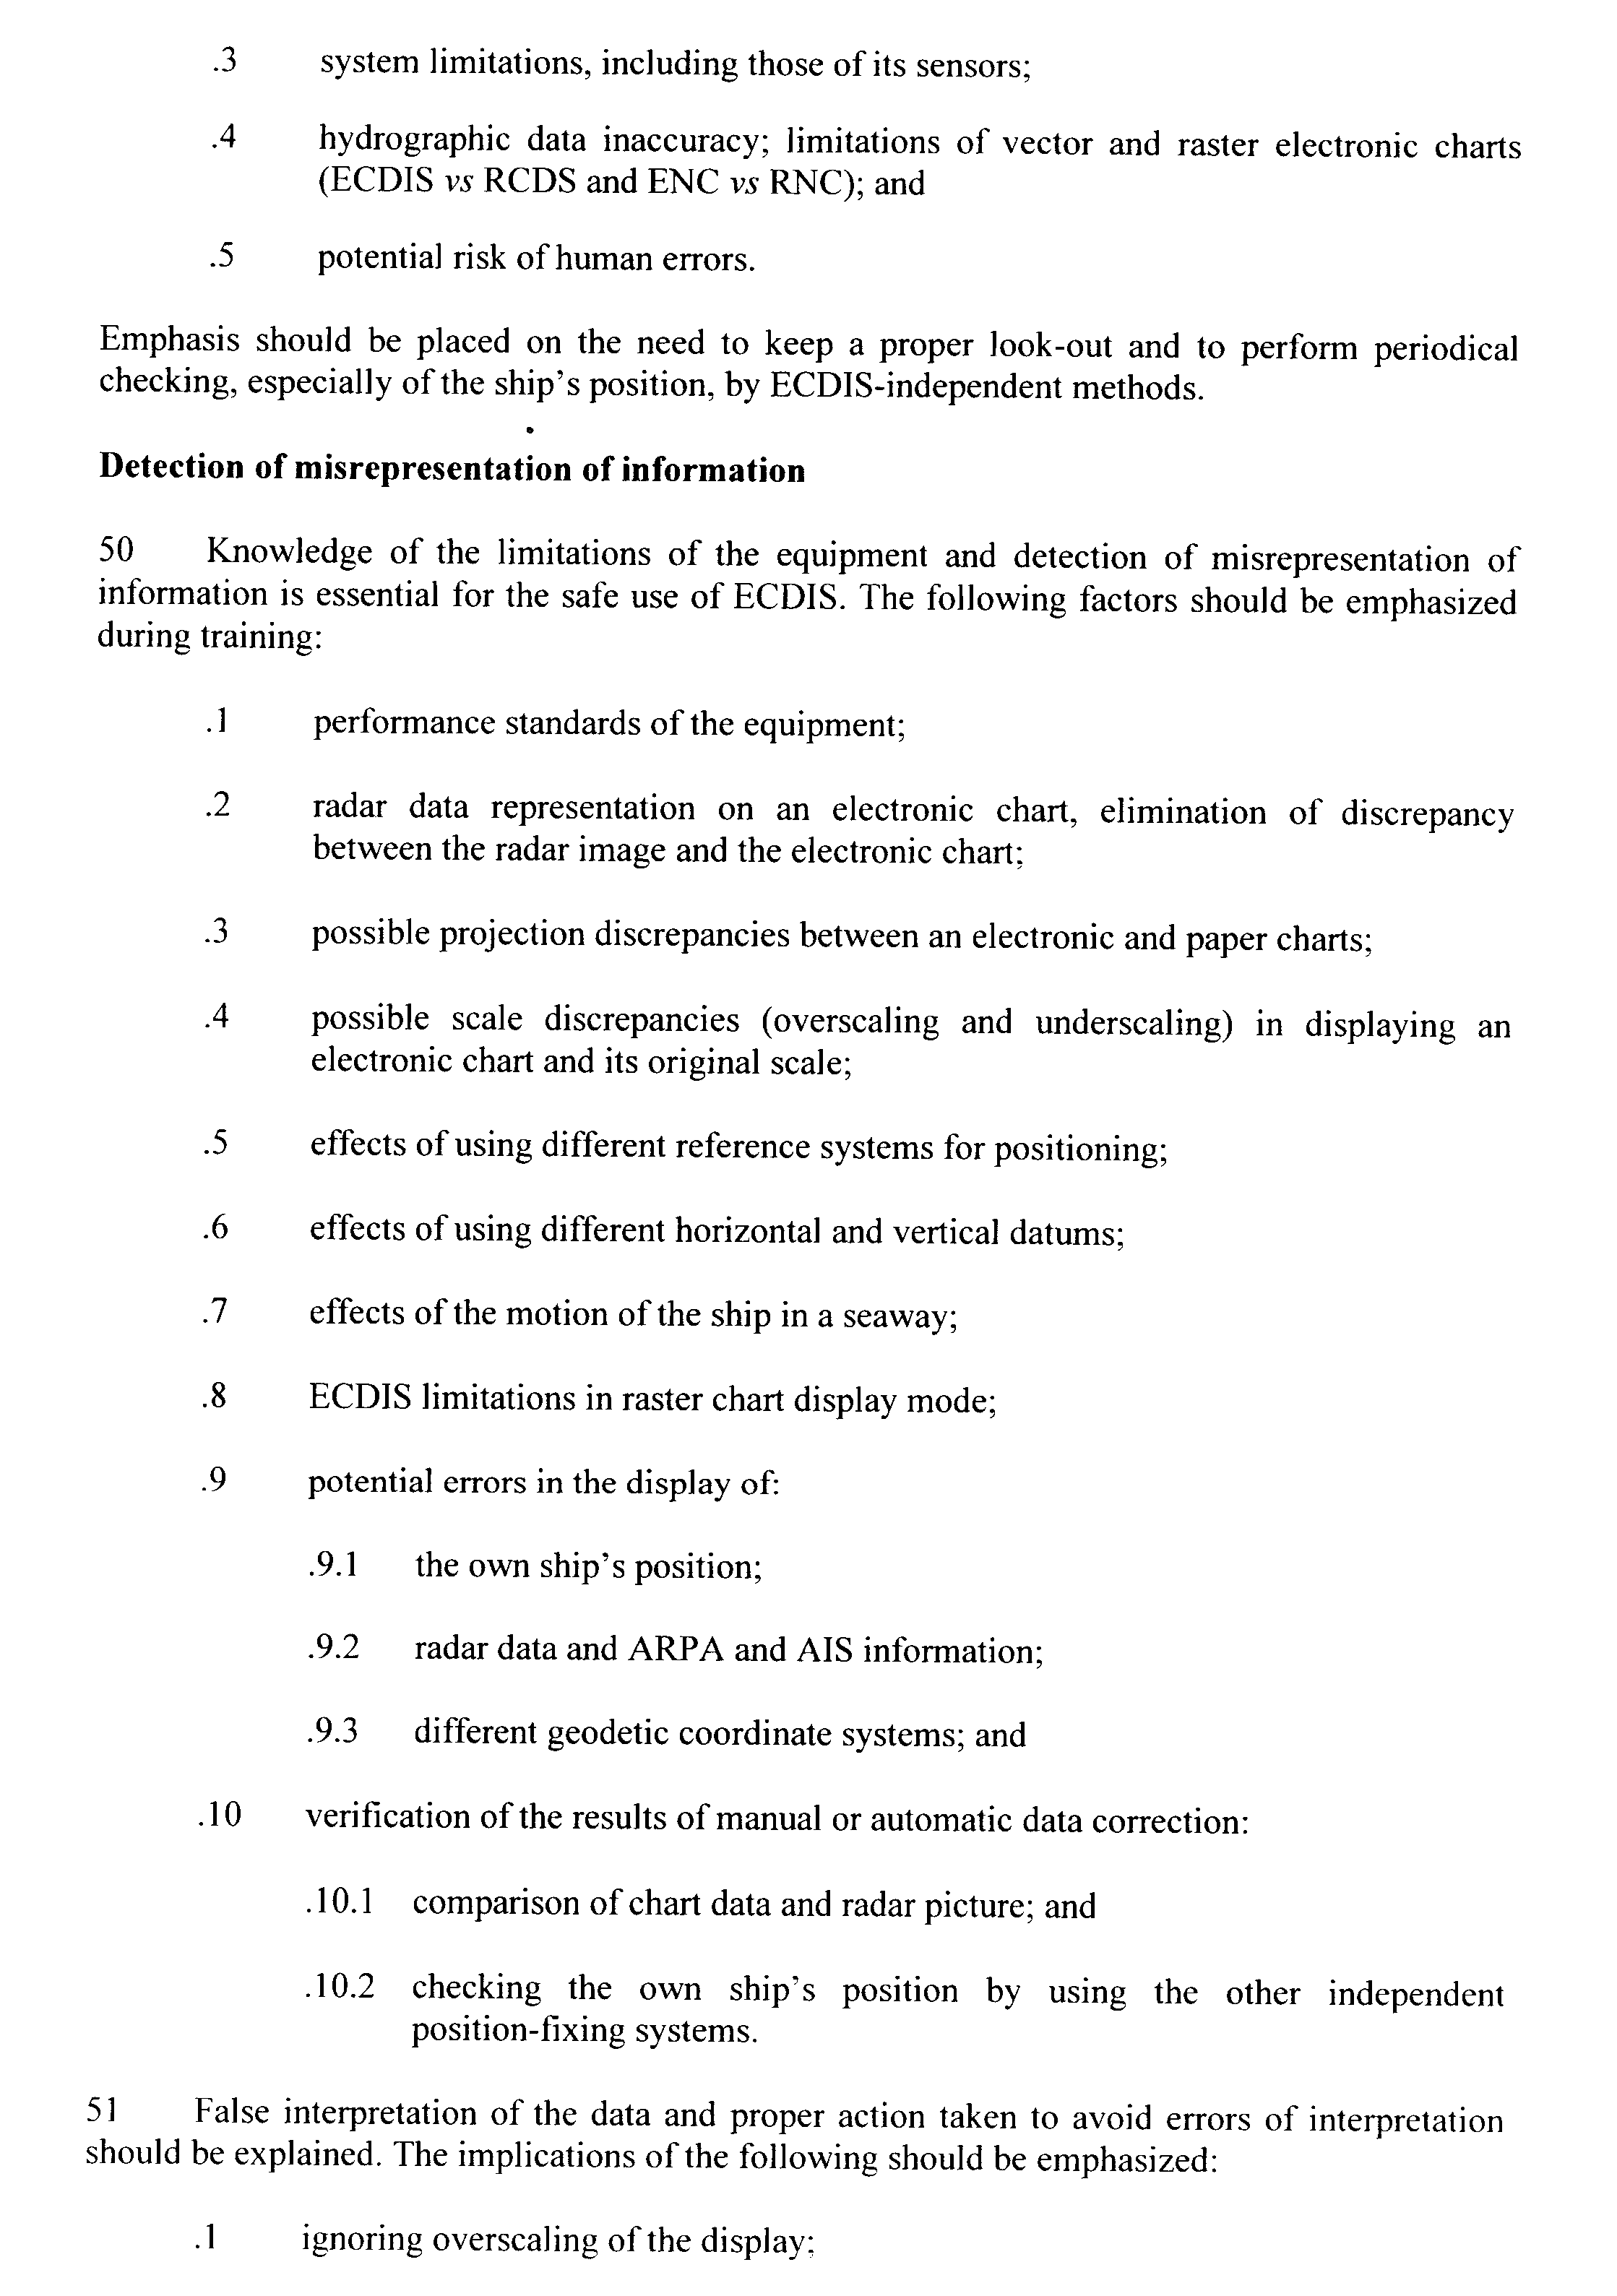 .3 system limitations, including those of its sensors;
.4 hydrographic data inaccuracy; limitations of vector and raster electronic charts
(ECDIS vs RCDS and ENC vs RNC); and
.5 potential risk of human errors.
Emphasis should be placed on the need to keep a proper look-out and to perform periodical
checking, especially of the ship's position, by ECDIS-independent methods.
Detection of misrepresentation of information
50 Knowledge of the limitations of the equipment and detection of misrepresentation of
information is essential for the safe use of ECDIS. The following factors should be emphasized
during training:
.1 performance standards of the equipment;
.2 radar data representation on an electronic chart, elimination of discrepancy
between the radar image and the electronic chart;
.3 possible projection discrepancies between an electronic and paper charts;
.4 possible scale discrepancies (overscaling and underscaling) in displaying an
electronic chart and its original scale;
.5 effects of using different reference systems for positioning;
.6 effects of using different horizontal and vertical datums;
.7 effects of the motion of the ship in a seaway;
.8 ECDIS limitations in raster chart display mode;
.9 potential errors in the display of:
.9.1 the own ship's position;
.9.2 radar data and ARPA and AIS information;
.9.3 different geodetic coordinate systems; and
.10 verification of the results of manual or automatic data correction:
.10.1 comparison of chart data and radar picture; and
.10.2 checking the own ship's position by using the other independent
position-fixing systems.
51 False interpretation of the data and proper action taken to avoid errors of interpretation
should be explained. The implications of the following should be emphasized:
.1 ignoring overscaling of the display;